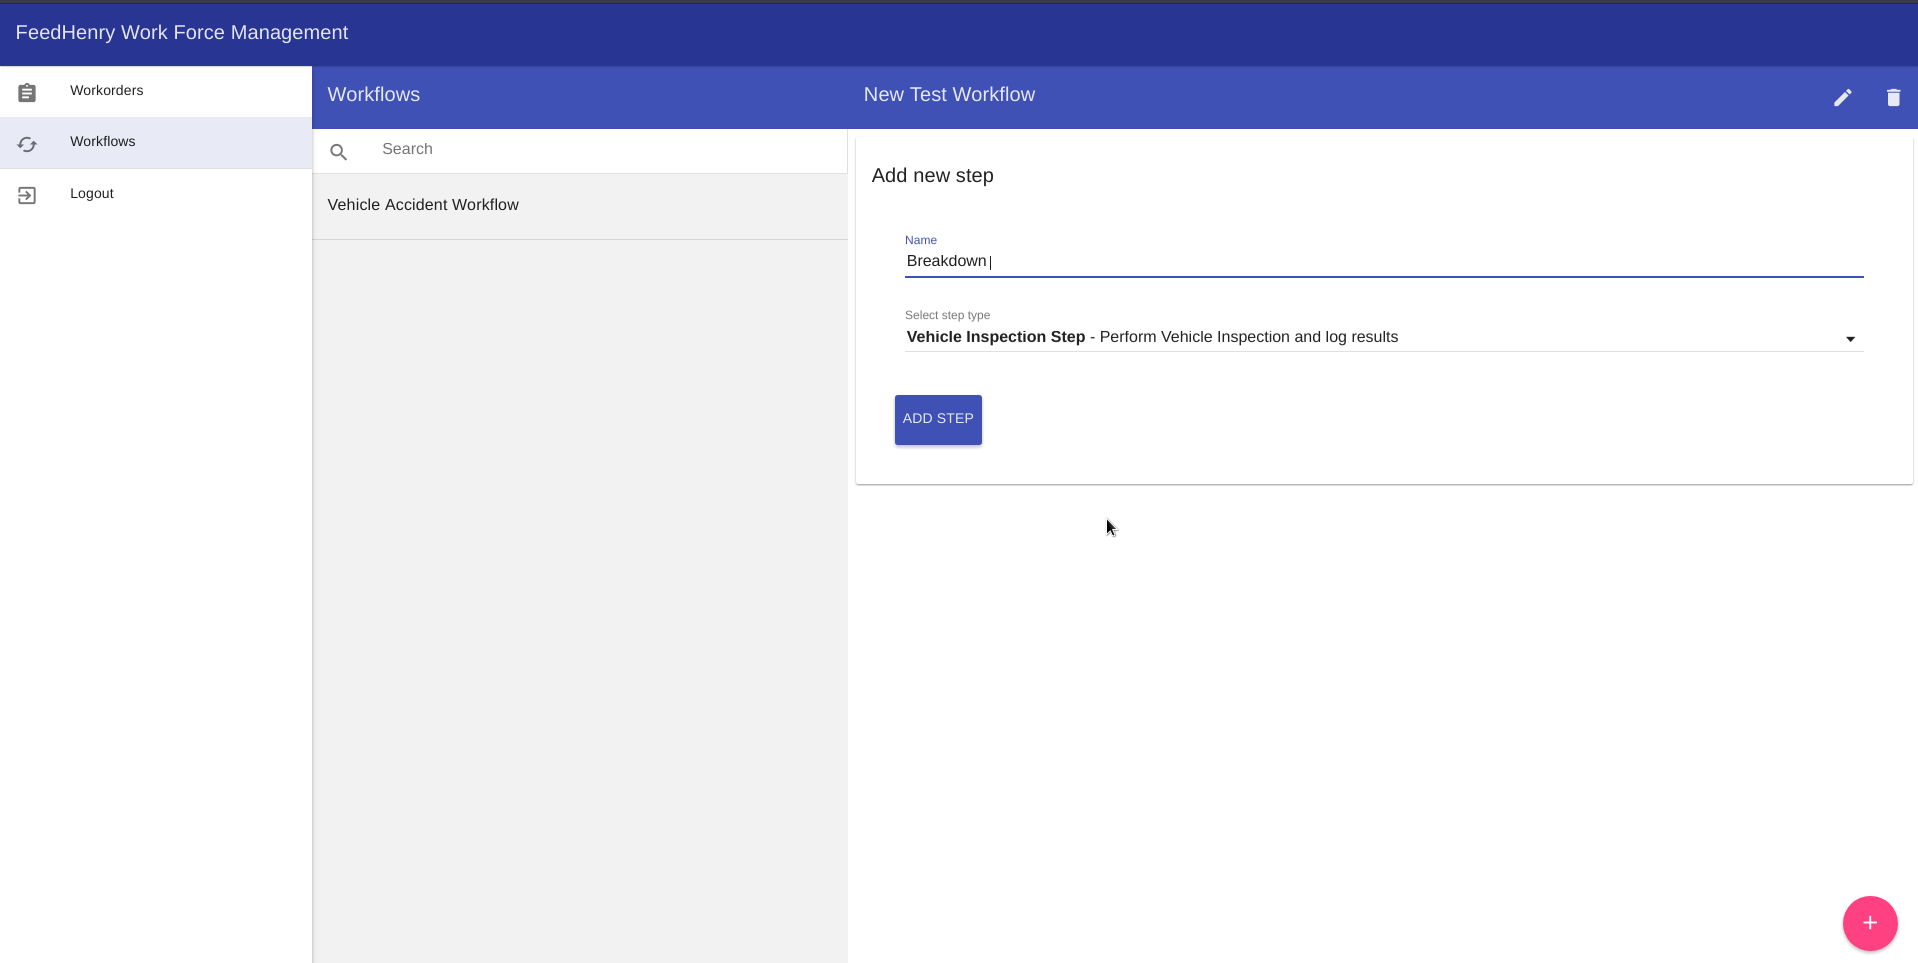 FeedHenry Work Force Management
Workorders
Workflows
Logout
Workflows
Search
Vehicle Accident Workflow
New Test Workflow
Add new step
Name
Breakdown
Select step type
Vehicle Inspection Step - Perform Vehicle Inspection and log results
ADD STEP